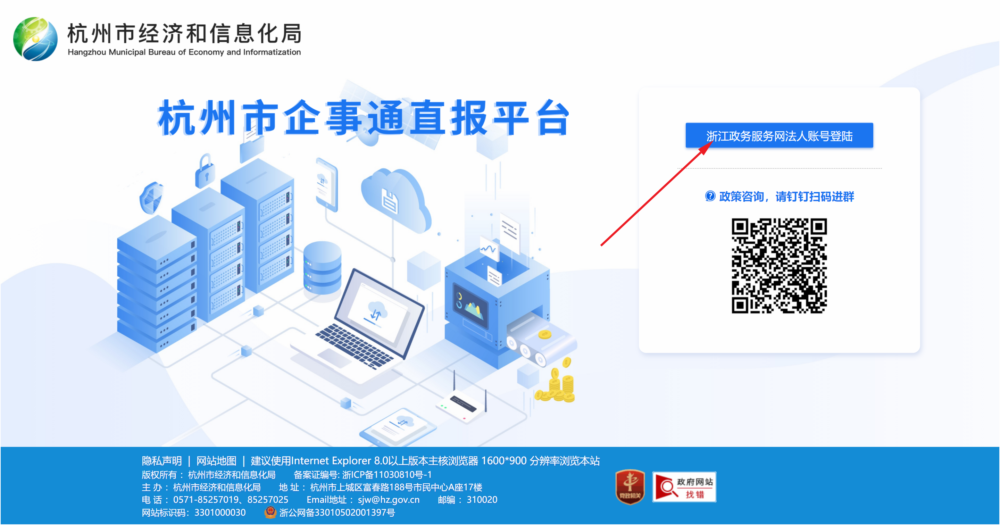 杭州市经济和信息化局
Hangzhou Municipal Bureau of Economy and Informatization
杭州市企事通直报平台
浙江政务服务网法人账号登陆
政策咨询，请钉钉扫码进群
隐私声明 | 网站地图 | 建议使用Internet Explorer 8.0以上版本主核浏览器 1600*900 分辨率浏览本站
版权所有： 杭州市经济和信息化局 备案证编号: 浙ICP备11030810号-1
主 办： 杭州市经济和信息化局 地 址： 杭州市上城区富春路188号市民中心A座17楼
电 话： 0571-85257019、85257025 Email地址： sjw@hz.gov.cn 邮编： 310020
网站标识码：3301000030 浙公网备33010502001397号
党政机关
政府网站
找错